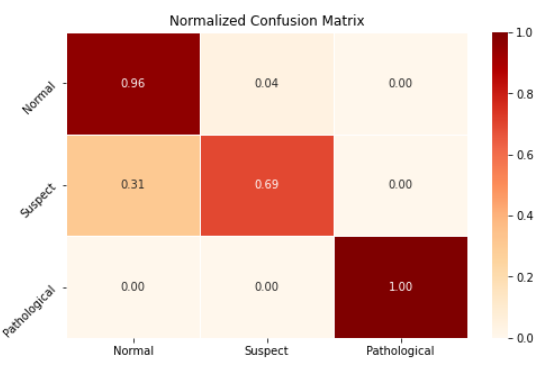 Normalized Confusion Matrix
Normal
0.96 0.04 0.00
Suspect
0.31 0.69 0.00
Pathological
0.00 0.00 1.00
Normal Suspect Pathological
1.0
0.8
0.6
0.4
0.2
0.0